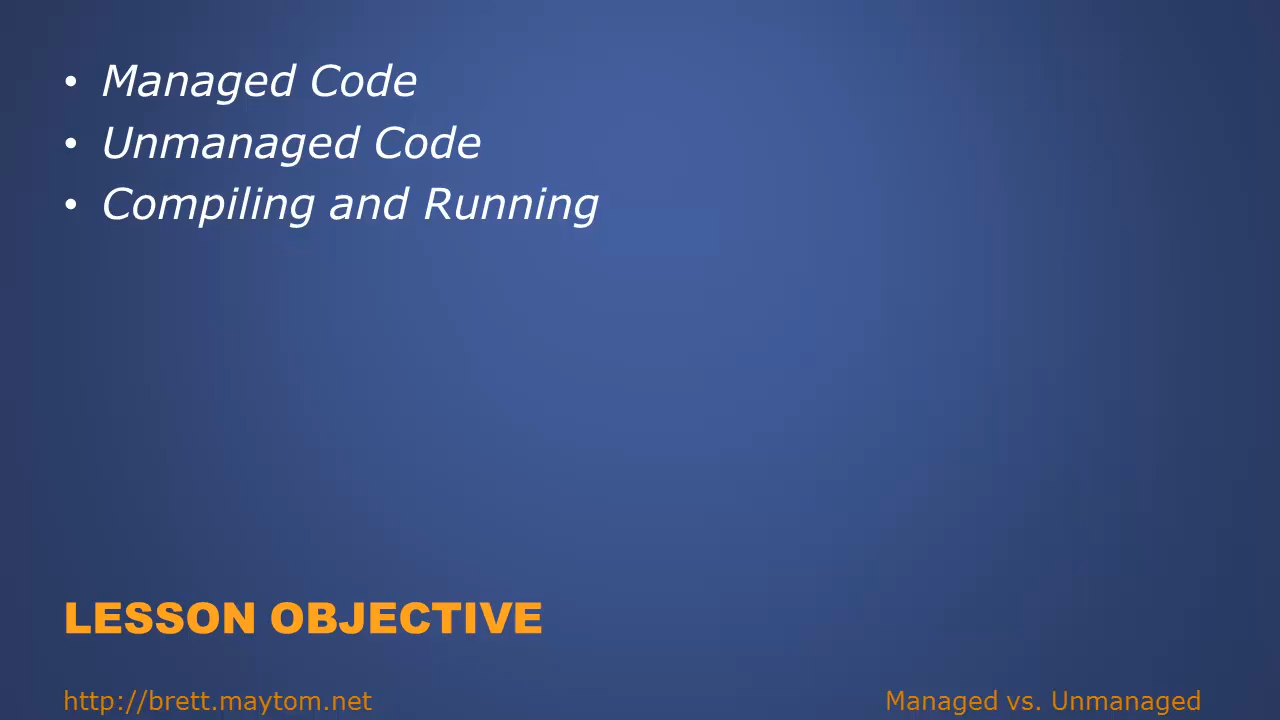 • Managed Code
• Unmanaged Code
• Compiling and Running
LESSON OBJECTIVE
http://brett.maytom.net
Managed vs. Unmanaged